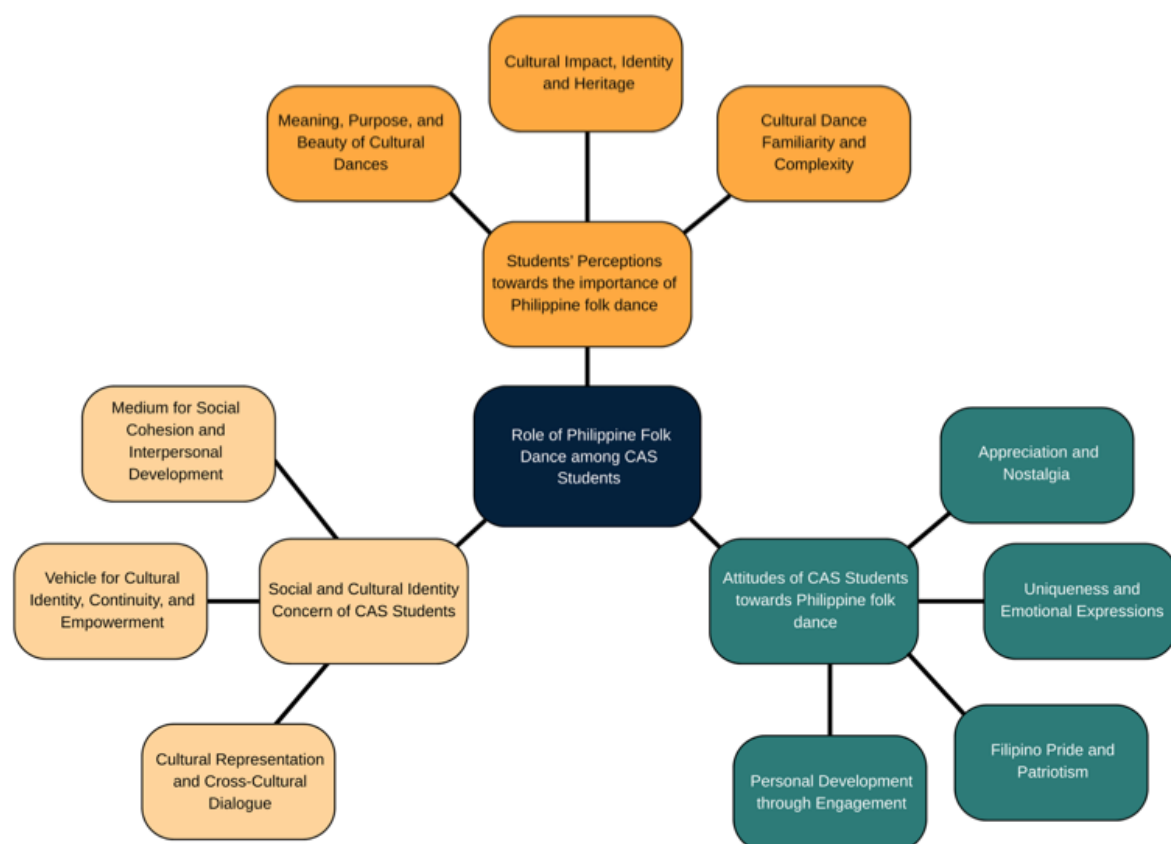 Cultural Impact, Identity
and Heritage
Meaning, Purpose, and
Beauty of Cultural
Dances
Cultural Dance
Familiarity and
Complexity
Students’ Perceptions
towards the importance of
Philippine folk dance
Role of Philippine Folk
Dance among CAS
Students
Medium for Social
Cohesion and
Interpersonal
Development
Vehicle for Cultural
Identity, Continuity, and
Empowerment
Social and Cultural Identity
Concern of CAS Students
Cultural Representation
and Cross-Cultural
Dialogue
Attitudes of CAS Students
towards Philippine folk
dance
Appreciation and
Nostalgia
Uniqueness and
Emotional Expressions
Filipino Pride and
Patriotism
Personal Development
through Engagement